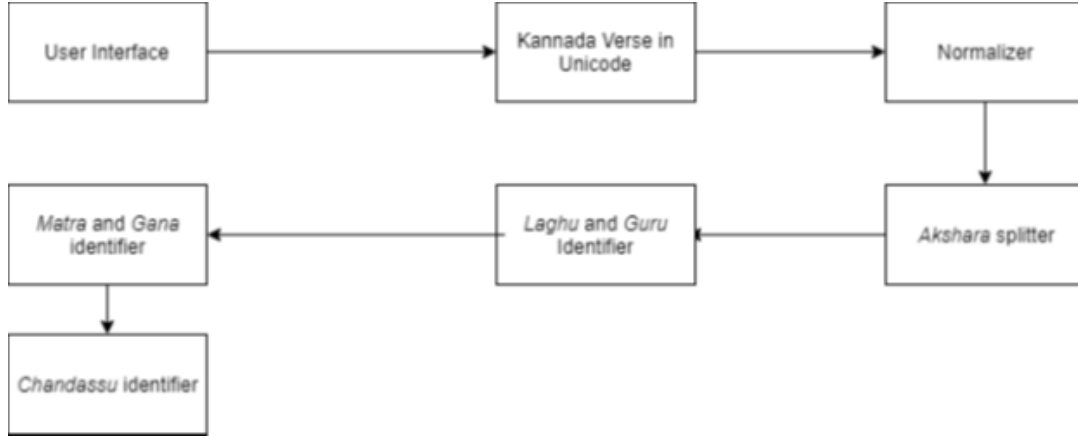 User Interface
Kannada Verse in
Unicode
Normalizer
Akshara splitter
Laghu and Guru
Identifier
Matra and Gana
identifier
Chandassu identifier